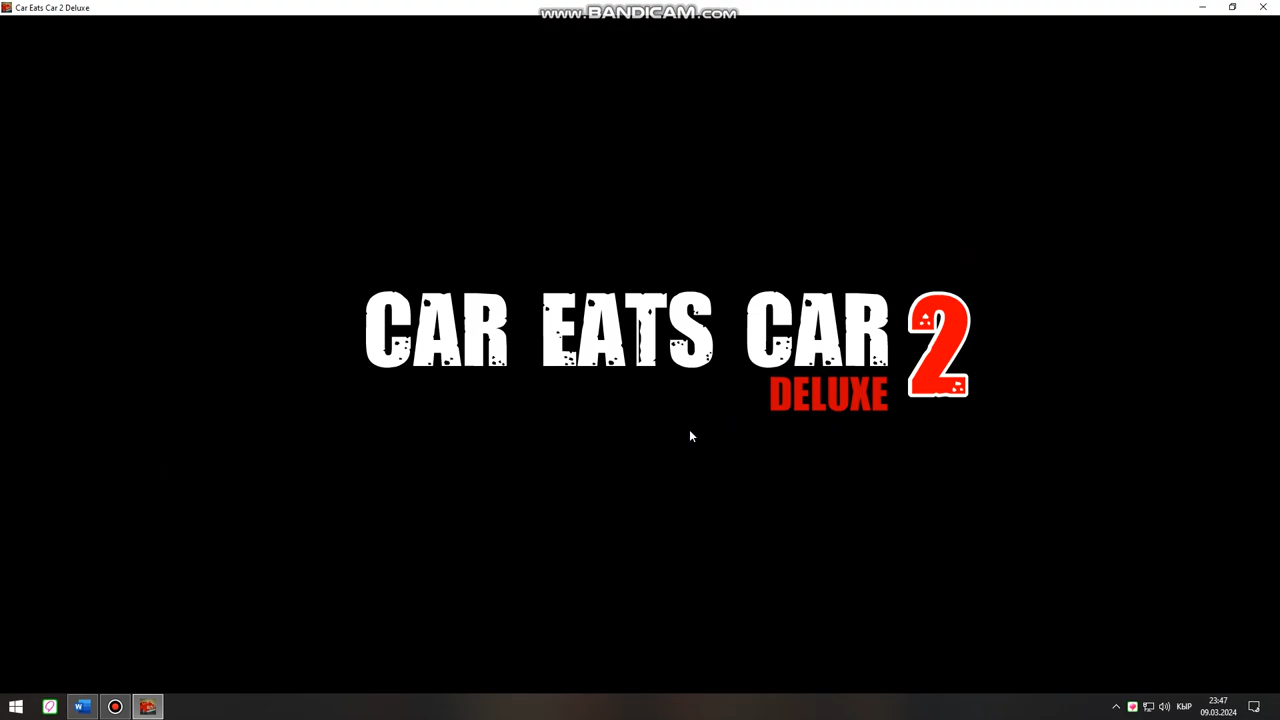 Car Eats Car 2 Deluxe
www.BANDICAM.com
CAR EATS CAR 2
DELUXE
КЫР
23:47
09.03.2024